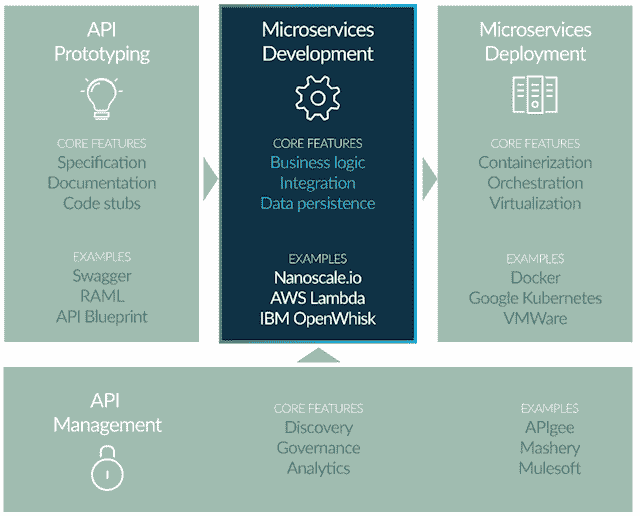 API
Prototyping
CORE FEATURES
Specification
Documentation
Code stubs
EXAMPLES
Swagger
RAML
API Blueprint
Microservices
Development
CORE FEATURES
Business logic
Integration
Data persistence
EXAMPLES
Nanoscale.io
AWS Lambda
IBM OpenWhisk
Microservices
Deployment
CORE FEATURES
Containerization
Orchestration
Virtualization
EXAMPLES
Docker
Google Kubernetes
VMWare
API
Management
CORE FEATURES
Discovery
Governance
Analytics
EXAMPLES
APIgee
Mashery
Mulesoft